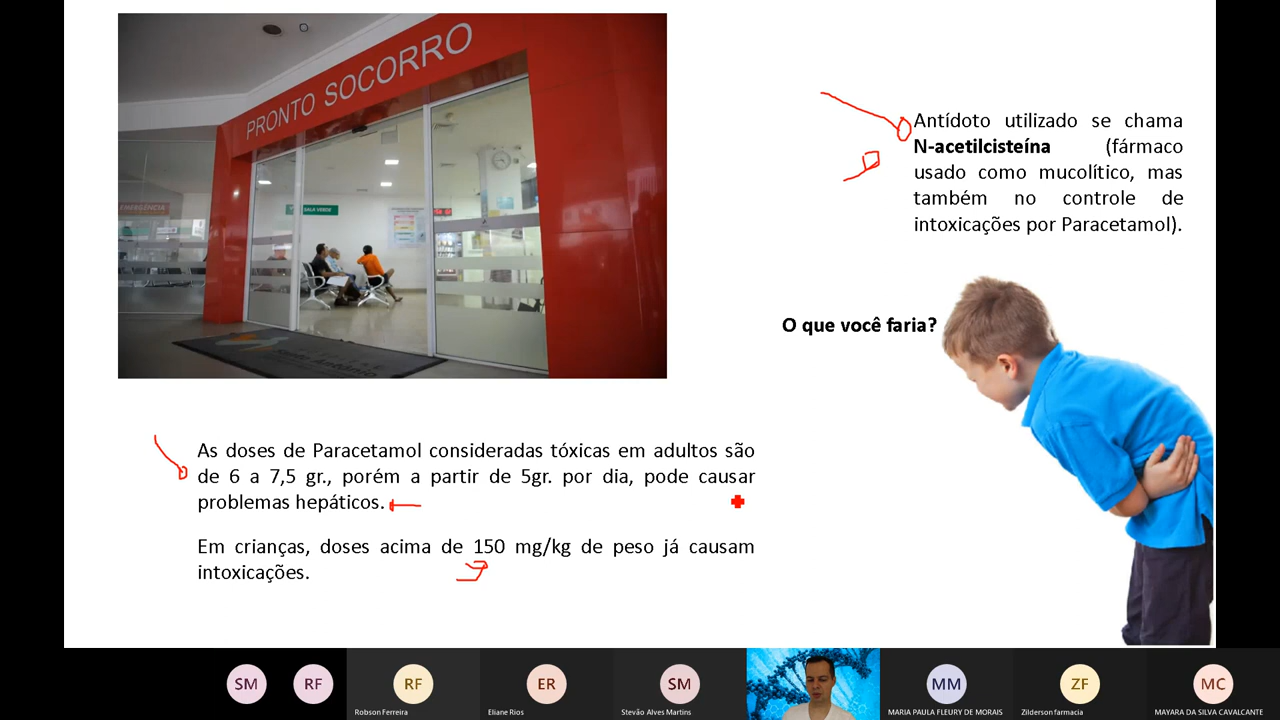 PRONTO SOCORRO
EMERGÊNCIA
SALA VERDE
Antídoto utilizado se chama
N-acetilcisteína (fármaco
usado como mucolítico, mas
também no controle de
intoxicações por Paracetamol).
O que você faria?
As doses de Paracetamol consideradas tóxicas em adultos são
de 6 a 7,5 gr., porém a partir de 5gr. por dia, pode causar
problemas hepáticos.
Em crianças, doses acima de 150 mg/kg de peso já causam
intoxicações.
SM
RF
RF
ER
SM
MM
ZF
MC
Robson Ferreira
Eliane Rios
Stevão Alves Martins
MARIA PAULA FLEURY DE MORAIS
Zilderson farmacia
MAYARA DA SILVA CAVALCANTE